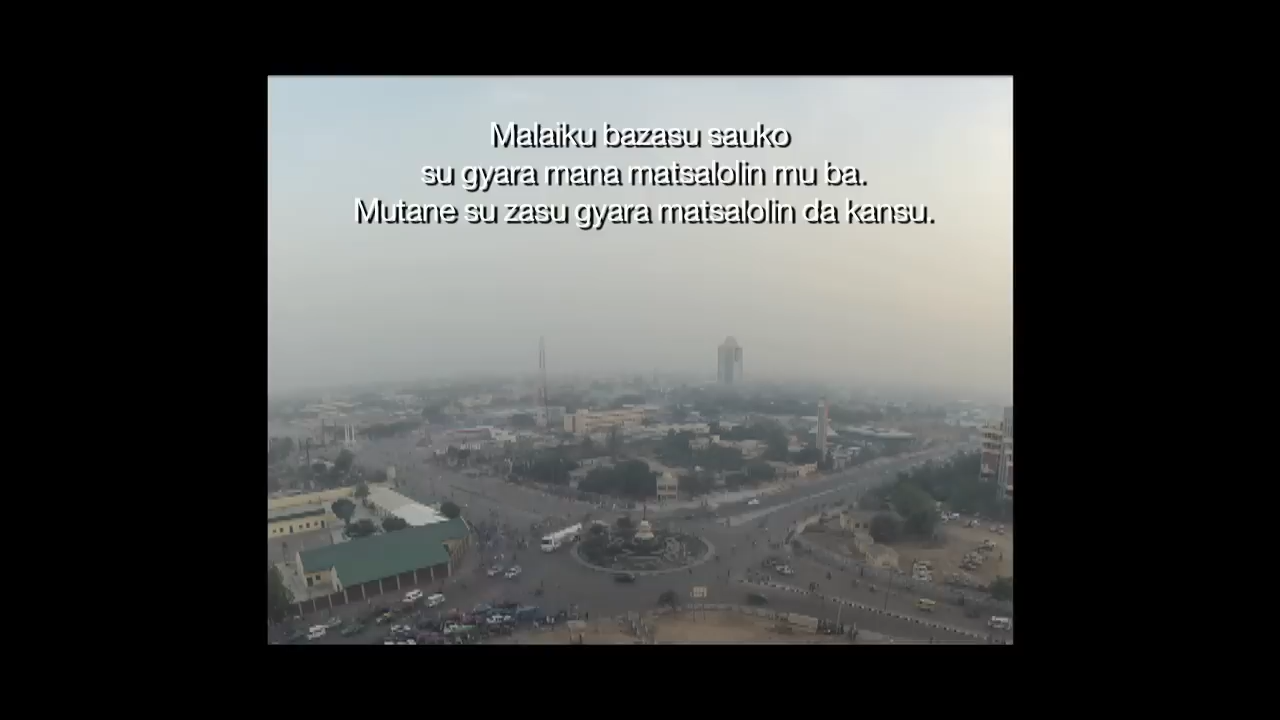 Malaiku bazasu sauko
su gyara mana matsalolin mu ba.
Mutane su zasu gyara matsalolin da kansu.